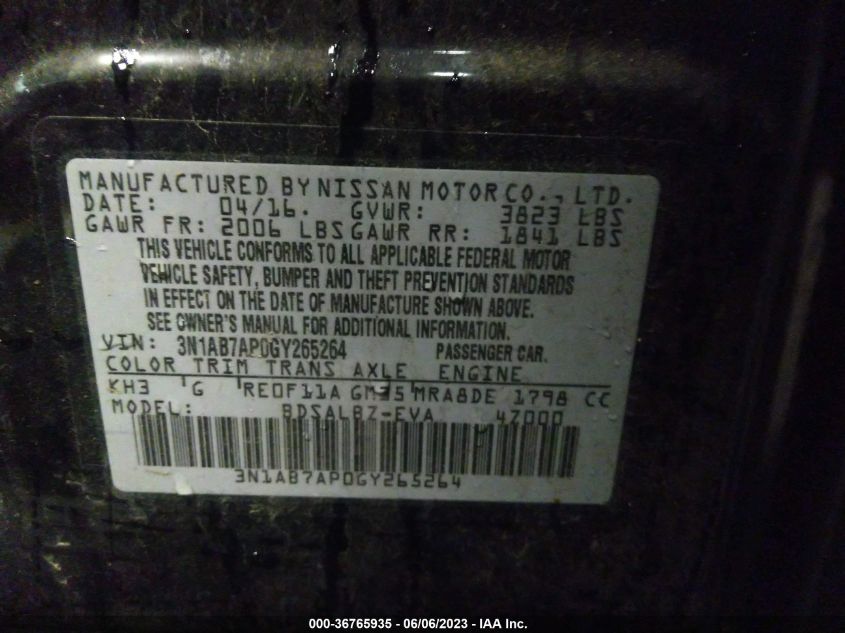 MANUFACTURED BY NISSAN MOTOR CO., LTD.
DATE: 04/16. GVWR: 3823 LBS
GAWR FR: 2006 LBS GAWR RR: 1841 LBS
THIS VEHICLE CONFORMS TO ALL APPLICABLE FEDERAL MOTOR
VEHICLE SAFETY, BUMPER AND THEFT PREVENTION STANDARDS
IN EFFECT ON THE DATE OF MANUFACTURE SHOWN ABOVE.
SEE OWNER'S MANUAL FOR ADDITIONAL INFORMATION.
VIN: 3N1AB7AP0GY265264 PASSENGER CAR.
COLOR TRIM TRANS AXLE ENGINE
KH3 G RE0F11A GM35 MRA8DE 1798 CC
MODEL: BDSALBZ-EVA 47000
3N1AB7AP0GY265264
000-36765935 - 06/06/2023 - IAA Inc.